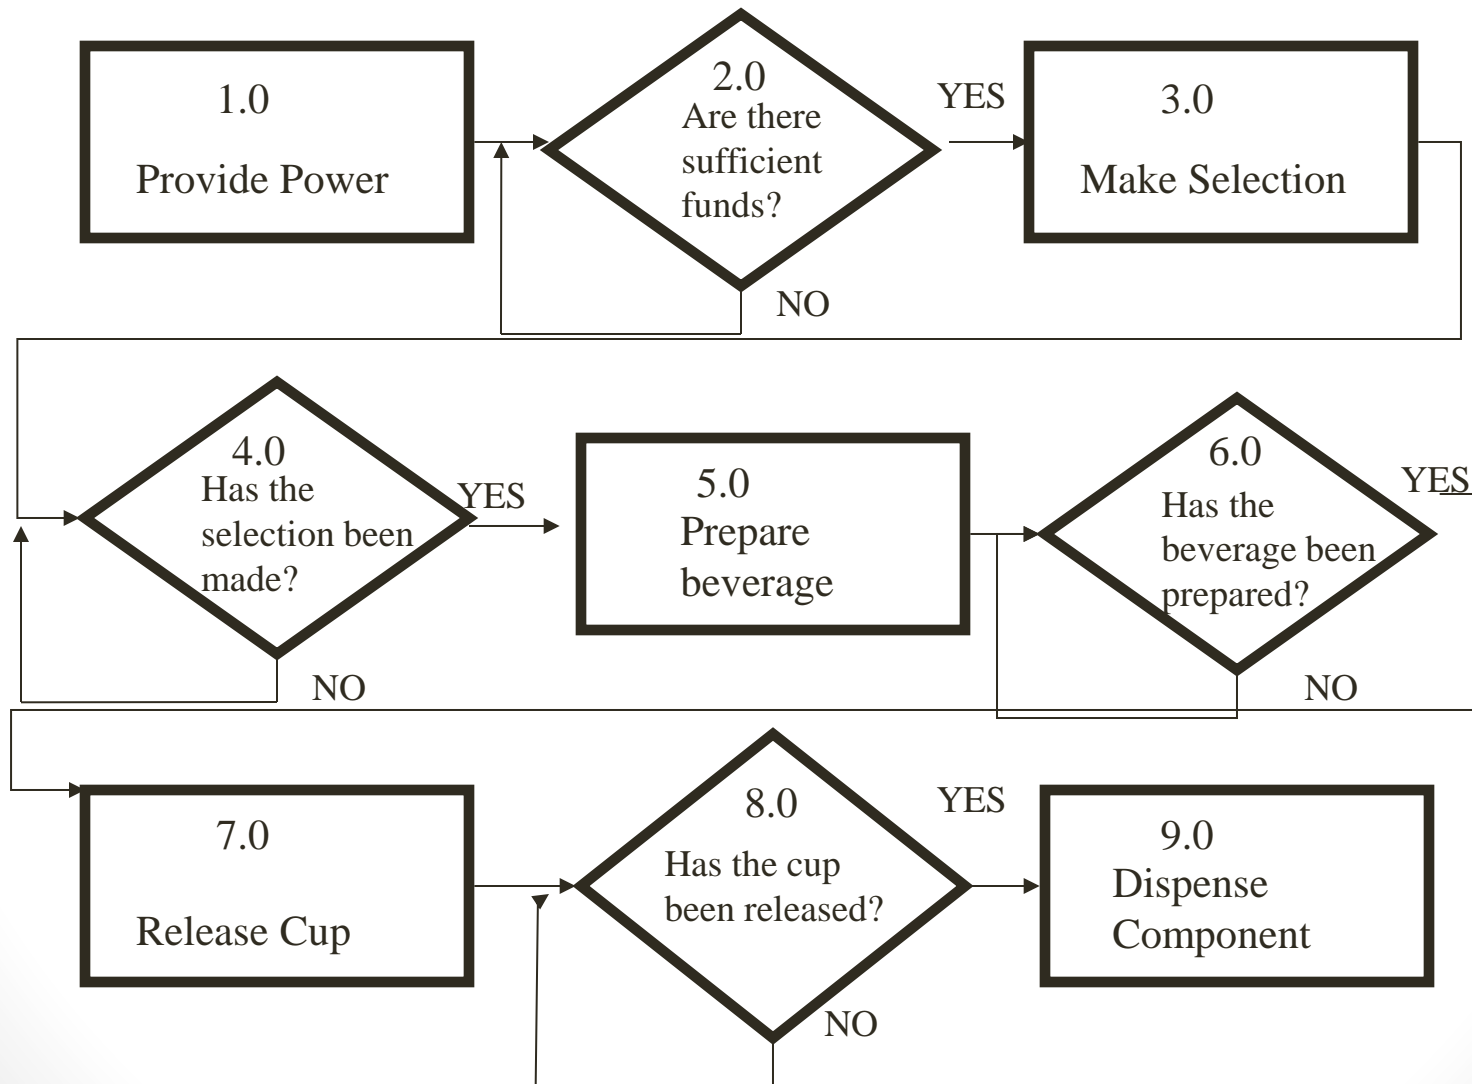 1.0
Provide Power
2.0
Are there
sufficient
funds?
YES
NO
3.0
Make Selection
4.0
Has the
selection been
made?
YES
NO
5.0
Prepare
beverage
6.0
Has the
beverage been
prepared?
YES
NO
7.0
Release Cup
8.0
Has the cup
been released?
YES
NO
9.0
Dispense
Component